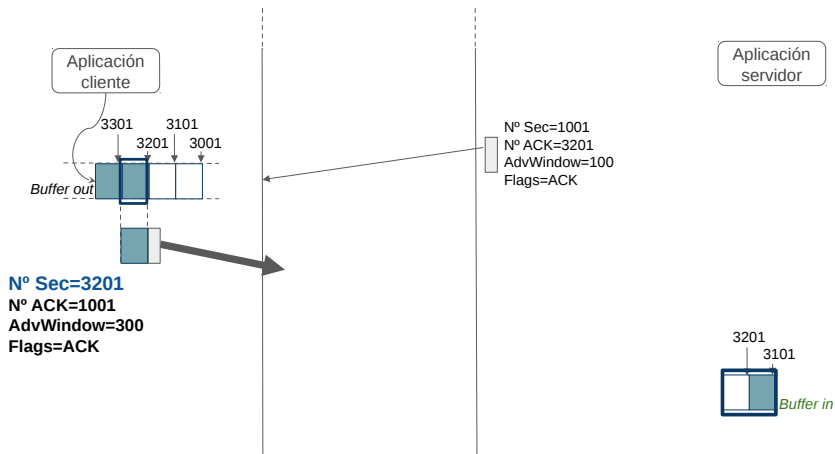 Aplicación
cliente
Aplicación
servidor
3301
3101
3201
3001
Buffer out
Nº Sec=1001
Nº ACK=3201
AdvWindow=100
Flags=ACK
Nº Sec=3201
Nº ACK=1001
AdvWindow=300
Flags=ACK
3201
3101
Buffer in